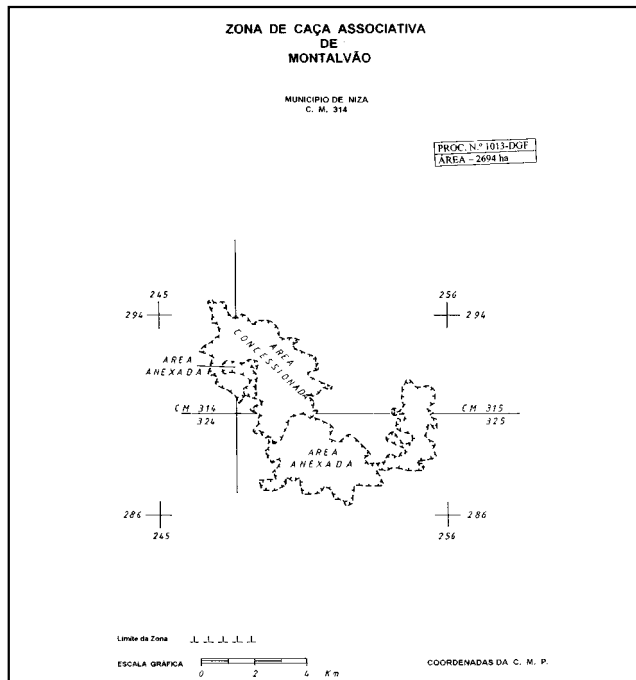 ZONA DE CAÇA ASSOCIATIVA
DE
MONTALVÃO
MUNICIPIO DE NIZA
C. M. 314
PROC. N.º 1013-DGF
ÁREA – 2694 ha
245
256
294
294
AREA
CONCESSIONADA
AREA
ANEXADA
CM 314
324
CM 315
325
AREA
ANEXADA
286
286
245
256
Limite da Zona
ESCALA GRÁFICA
0 2 4 Km
COORDENADAS DA C. M. P.